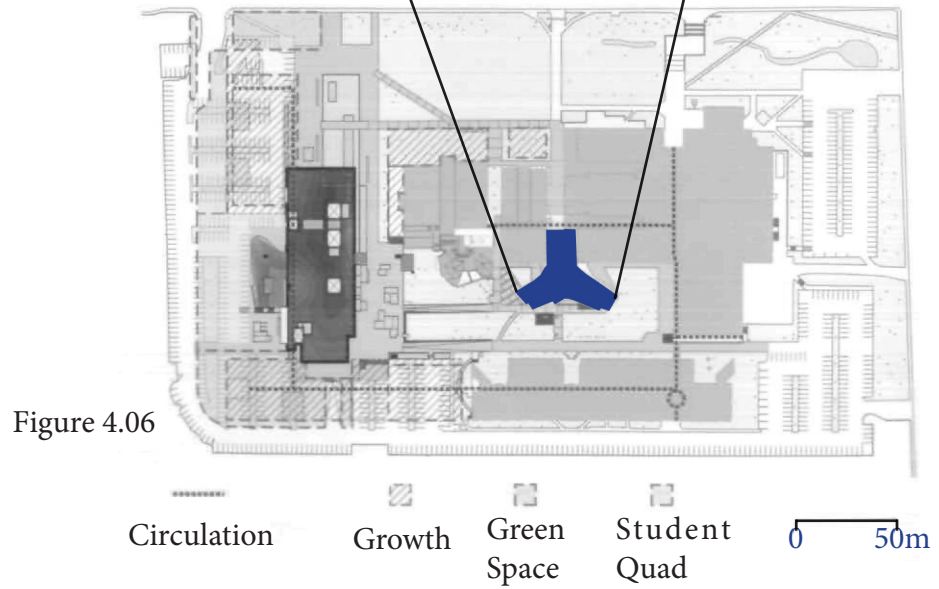 Figure 4.06
Circulation
Growth
Green
Space
Student
Quad
0 50m